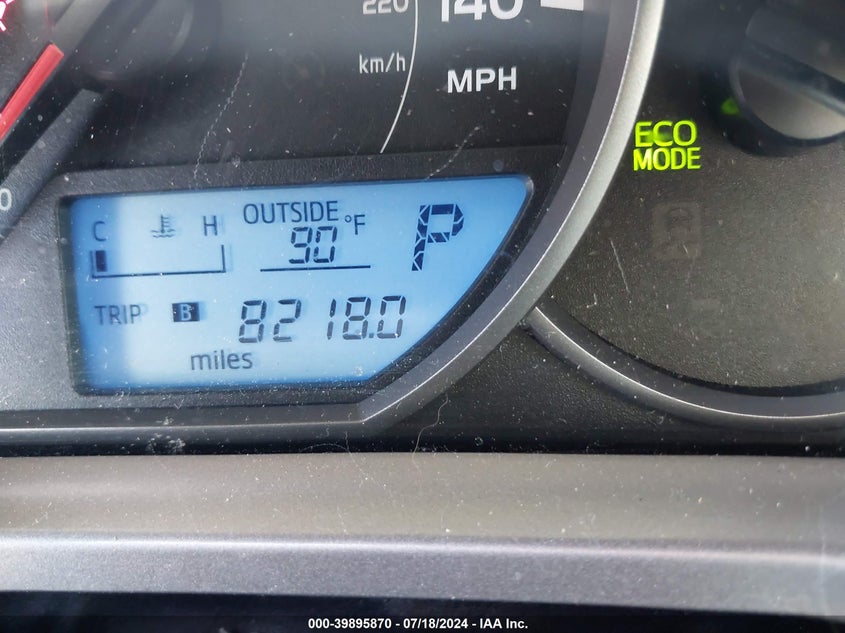 220
140
km/h
MPH
ECO
MODE
0
OUTSIDE
C H 90 °F P
TRIP B 8218.0
miles
000-39895870 - 07/18/2024 - IAA Inc.